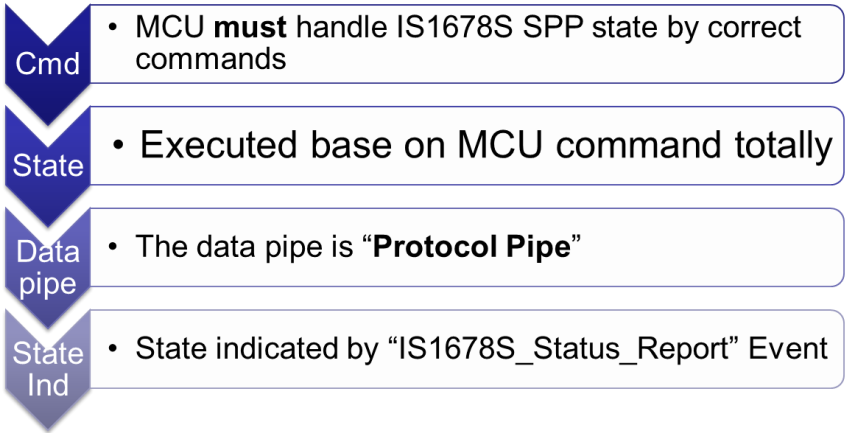 Cmd
• MCU must handle IS1678S SPP state by correct
commands
State
• Executed base on MCU command totally
Data
pipe
• The data pipe is “Protocol Pipe”
State
Ind
• State indicated by “IS1678S_Status_Report” Event